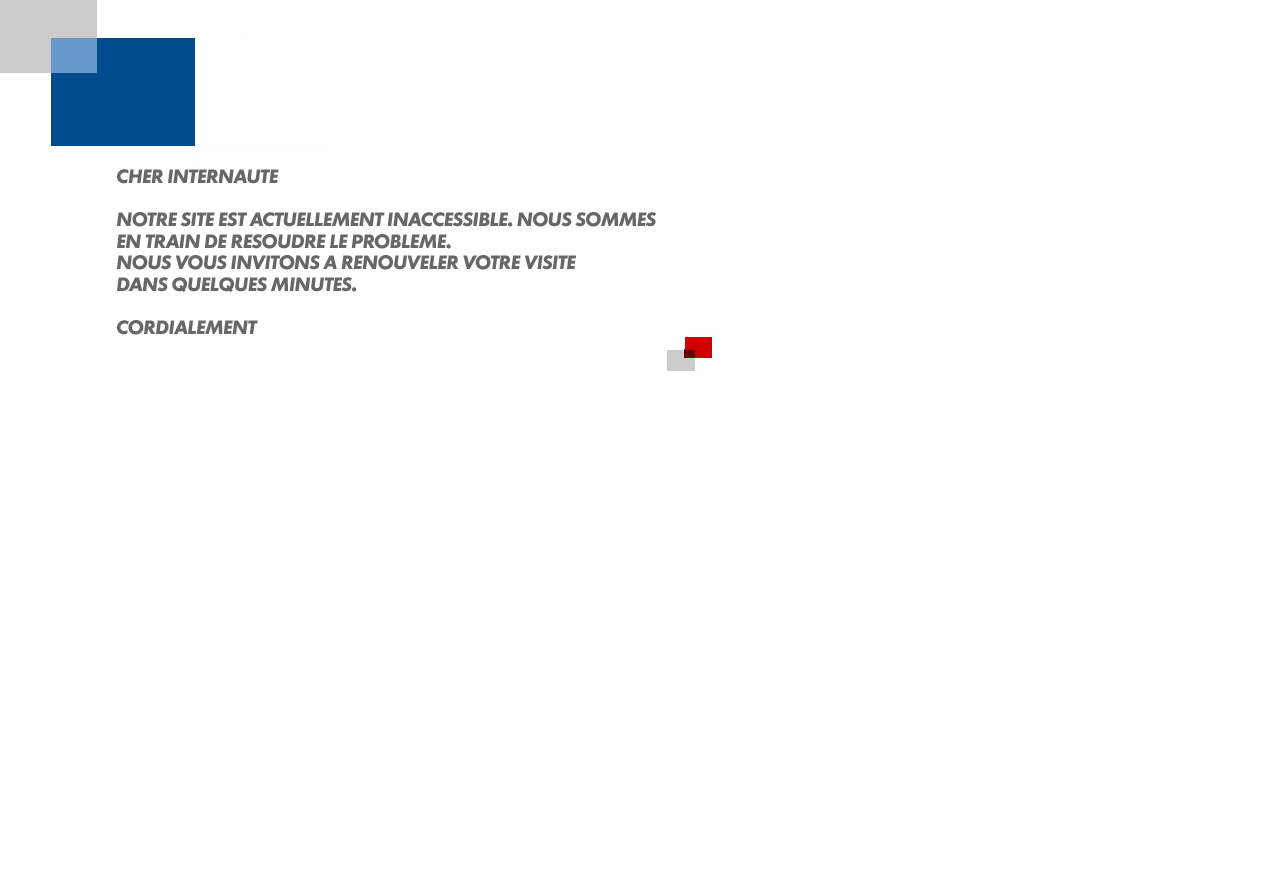 CHER INTERNAUTE
NOTRE SITE EST ACTUELLEMENT INACCESSIBLE. NOUS SOMMES
EN TRAIN DE RESOUDRE LE PROBLEME.
NOUS VOUS INVITONS A RENOUVELER VOTRE VISITE
DANS QUELQUES MINUTES.
CORDIALEMENT